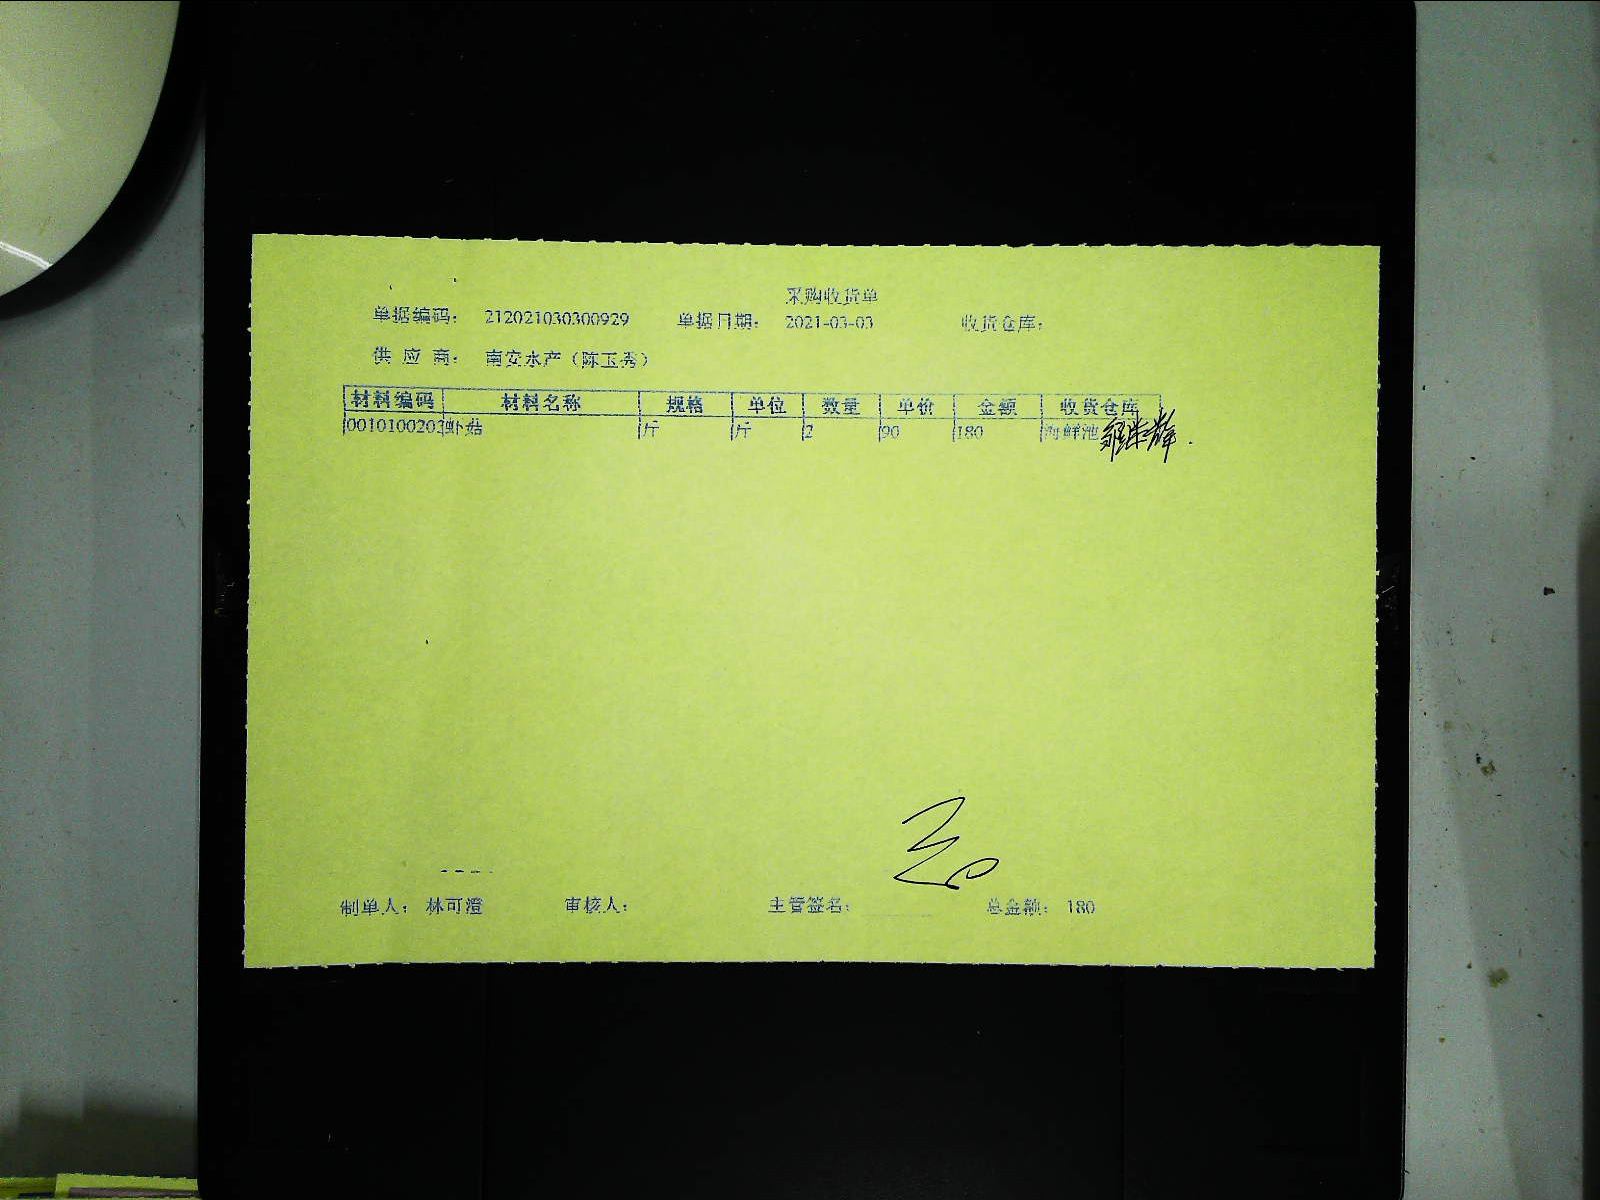 采购收货单
单据编码： 212021030300929 单据日期： 2021-03-03 收货仓库：
供 应 商： 南安水产（陈玉秀）
材料编码 材料名称 规格 单位 数量 单价 金额 收货仓库
0010100203 虾菇 斤 斤 2 90 180 海鲜池
制单人： 林可澄 审核人： 主管签名： 总金额： 180